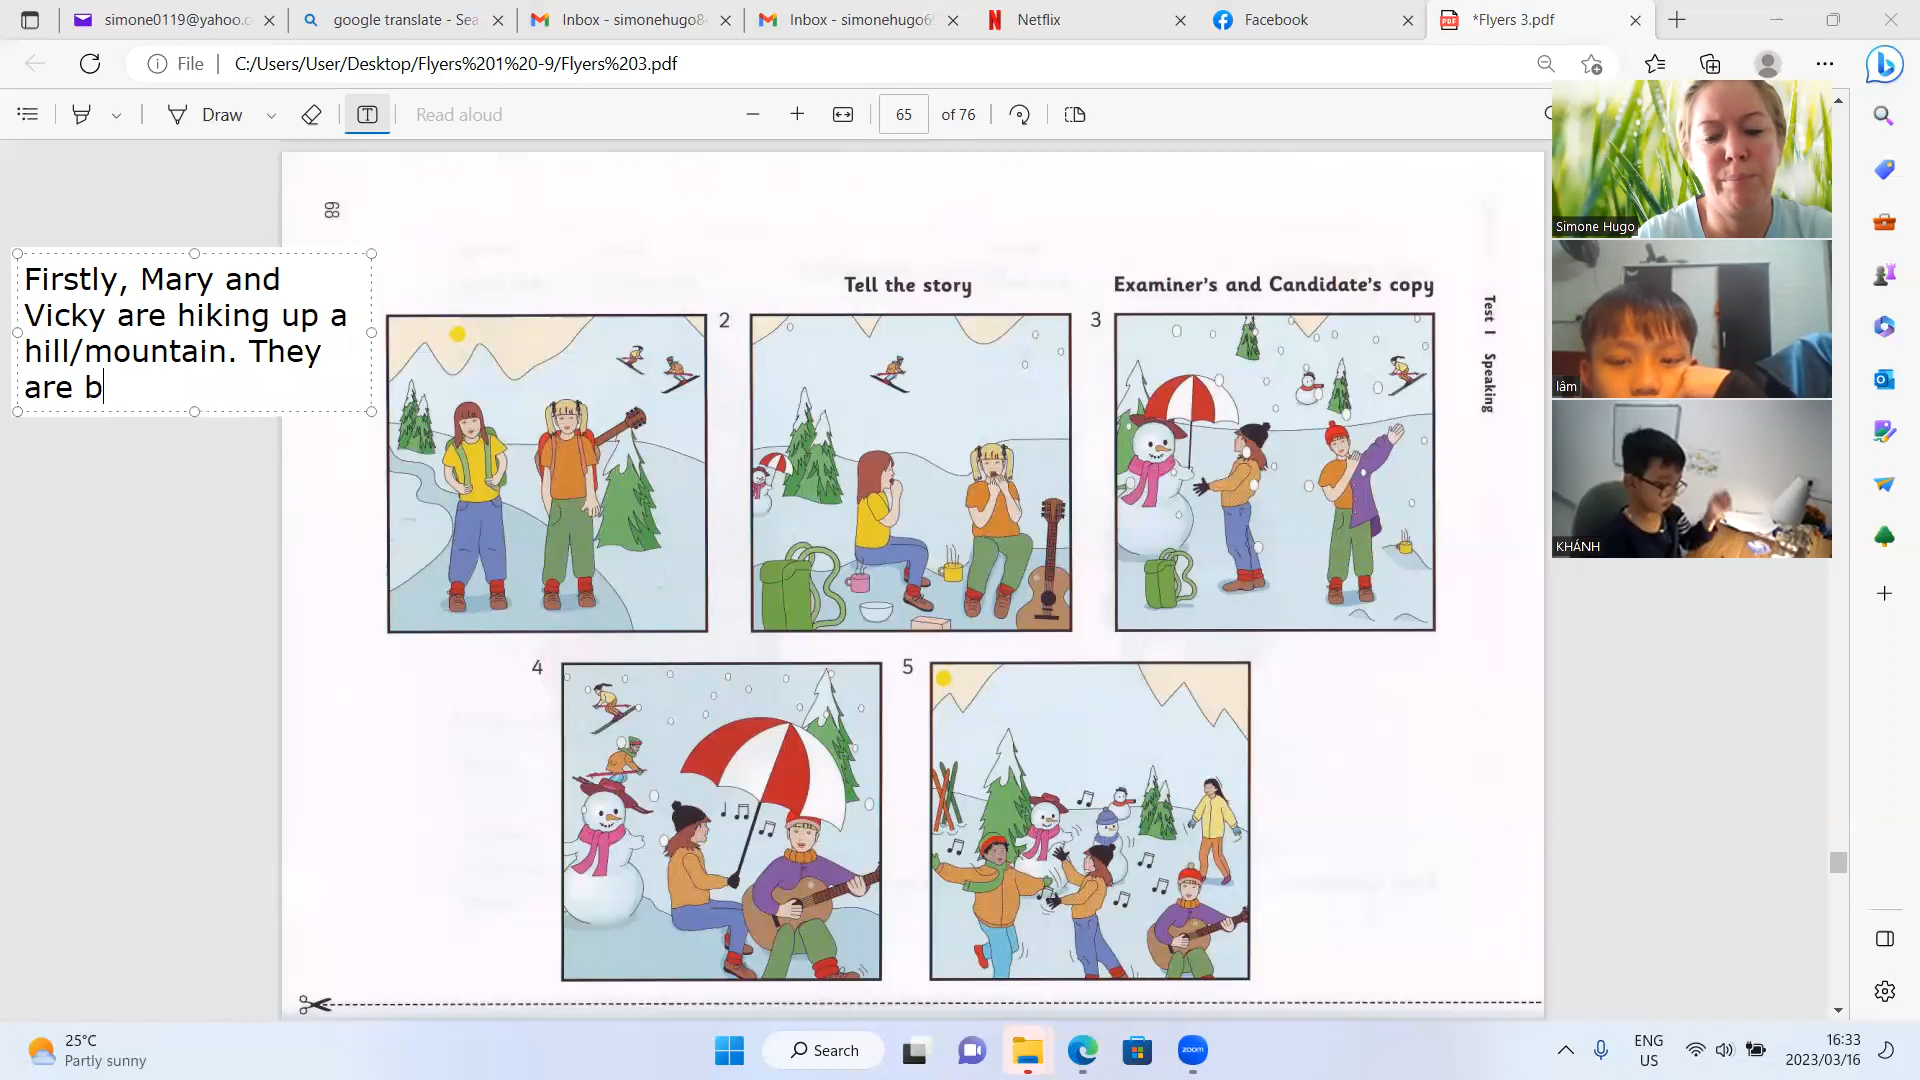 simone0119@yahoo.c
google translate - Sea
Inbox - simonehugo8
Inbox - simonehugo6
Netflix
Facebook
*Flyers 3.pdf
File
C:/Users/User/Desktop/Flyers%201%20-9/Flyers%203.pdf
Draw
Read aloud
65 of 76
68
Firstly, Mary and
Vicky are hiking up a
hill/mountain. They
are b
Tell the story
Examiner's and Candidate's copy
Test 1 Speaking
2
3
4
5
Simone Hugo
lâm
KHÁNH
25°C
Partly sunny
Search
zoom
ENG
US
16:33
2023/03/16